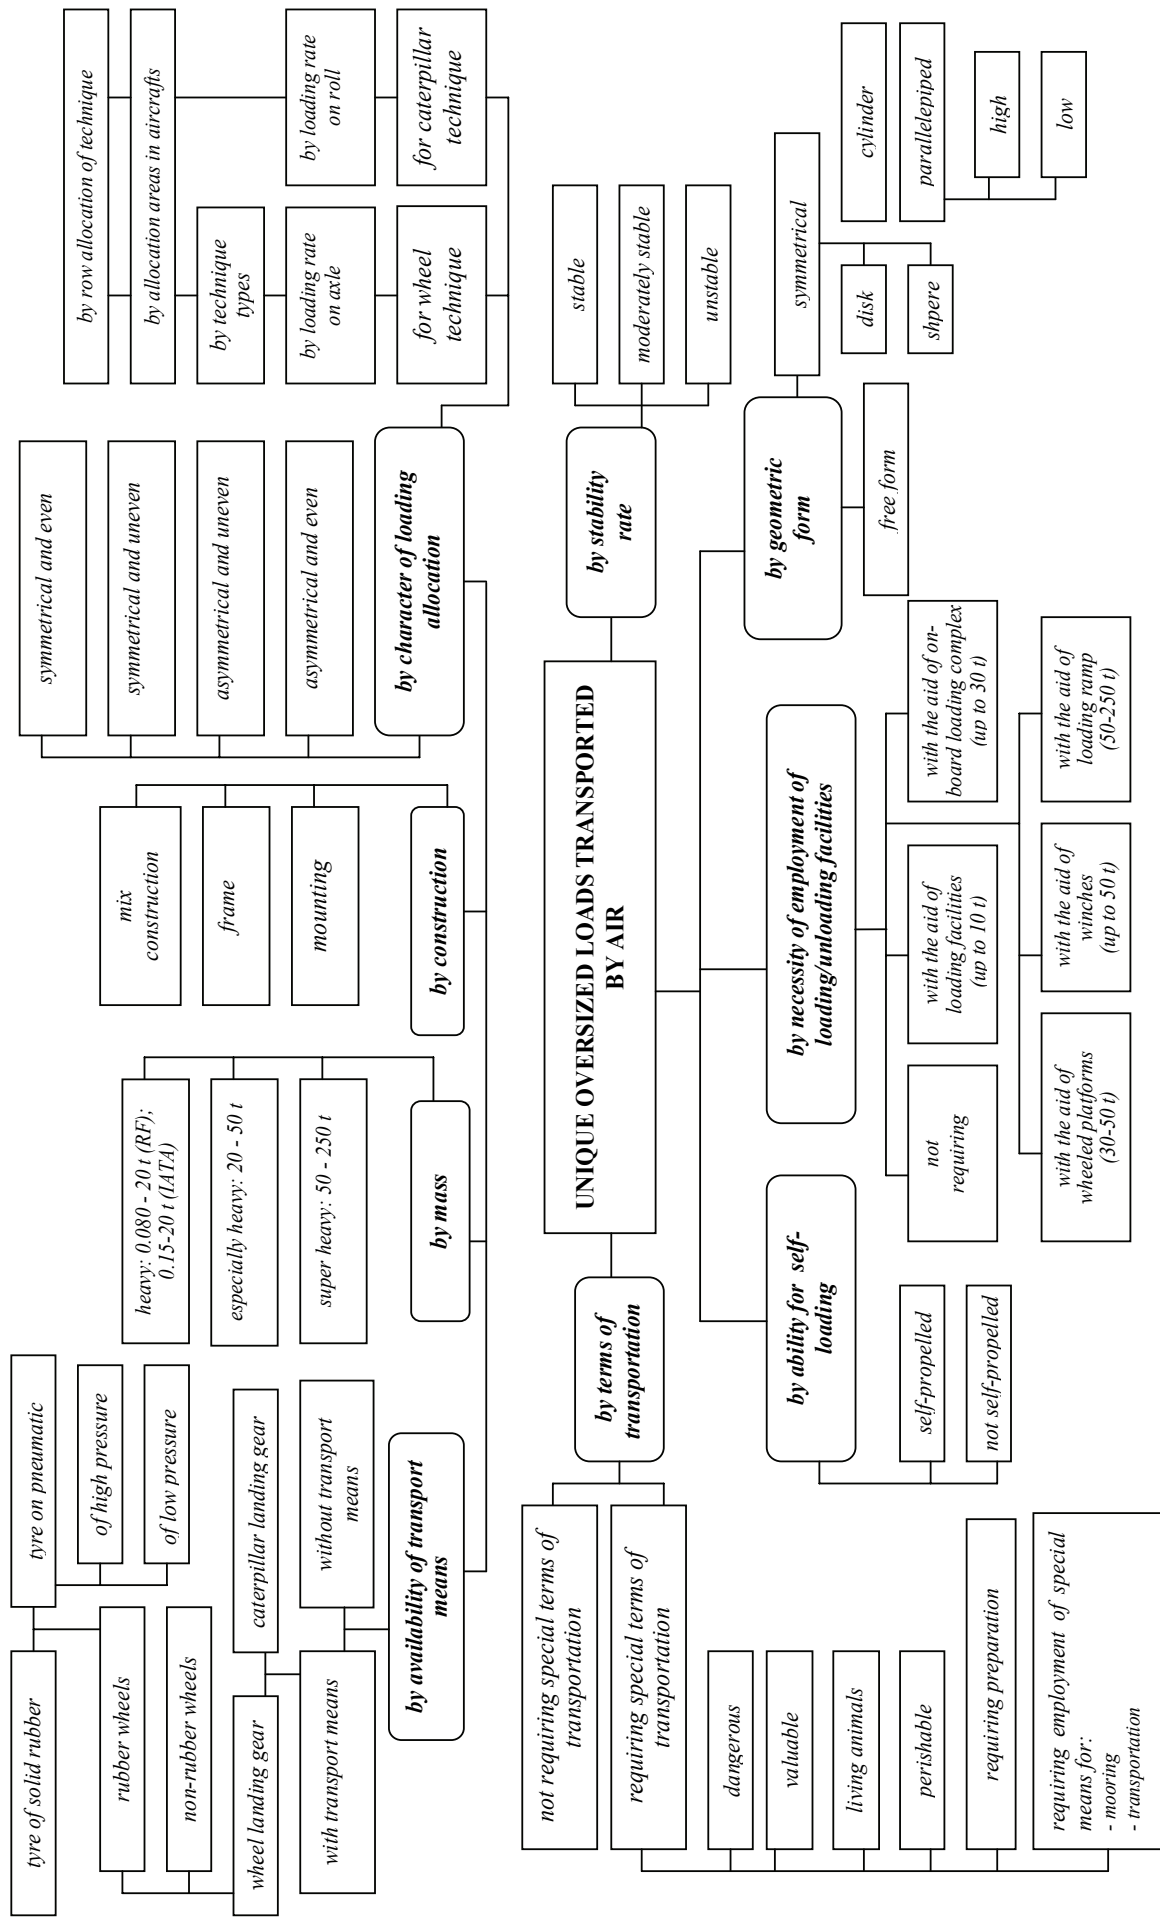 tyre of solid rubber
tyre on pneumatic
rubber wheels
of high pressure
non-rubber wheels
of low pressure
wheel landing gear
caterpillar landing gear
with transport means
without transport
means
by availability of transport
means
heavy: 0.080 - 20 t (RF);
0.15-20 t (IATA)
especially heavy: 20 - 50 t
super heavy: 50 - 250 t
by mass
mix
construction
frame
mounting
by construction
symmetrical and even
symmetrical and uneven
asymmetrical and uneven
asymmetrical and even
by character of loading
allocation
by row allocation of technique
by allocation areas in aircrafts
by technique
types
by loading rate
on axle
by loading rate
on roll
for wheel
technique
for caterpillar
technique
UNIQUE OVERSIZED LOADS TRANSPORTED
BY AIR
by terms of
transportation
not requiring special terms of
transportation
requiring special terms of
transportation
dangerous
valuable
living animals
perishable
requiring preparation
requiring employment of special
means for:
- mooring
- transportation
by ability for self-
loading
self-propelled
not self-propelled
by necessity of employment of
loading/unloading facilities
not
requiring
with the aid of
loading facilities
(up to 10 t)
with the aid of on-
board loading complex
(up to 30 t)
with the aid of
wheeled platforms
(30-50 t)
with the aid of
winches
(up to 50 t)
with the aid of
loading ramp
(50-250 t)
by stability
rate
stable
moderately stable
unstable
by geometric
form
free form
symmetrical
disk
shpere
cylinder
parallelepiped
high
low